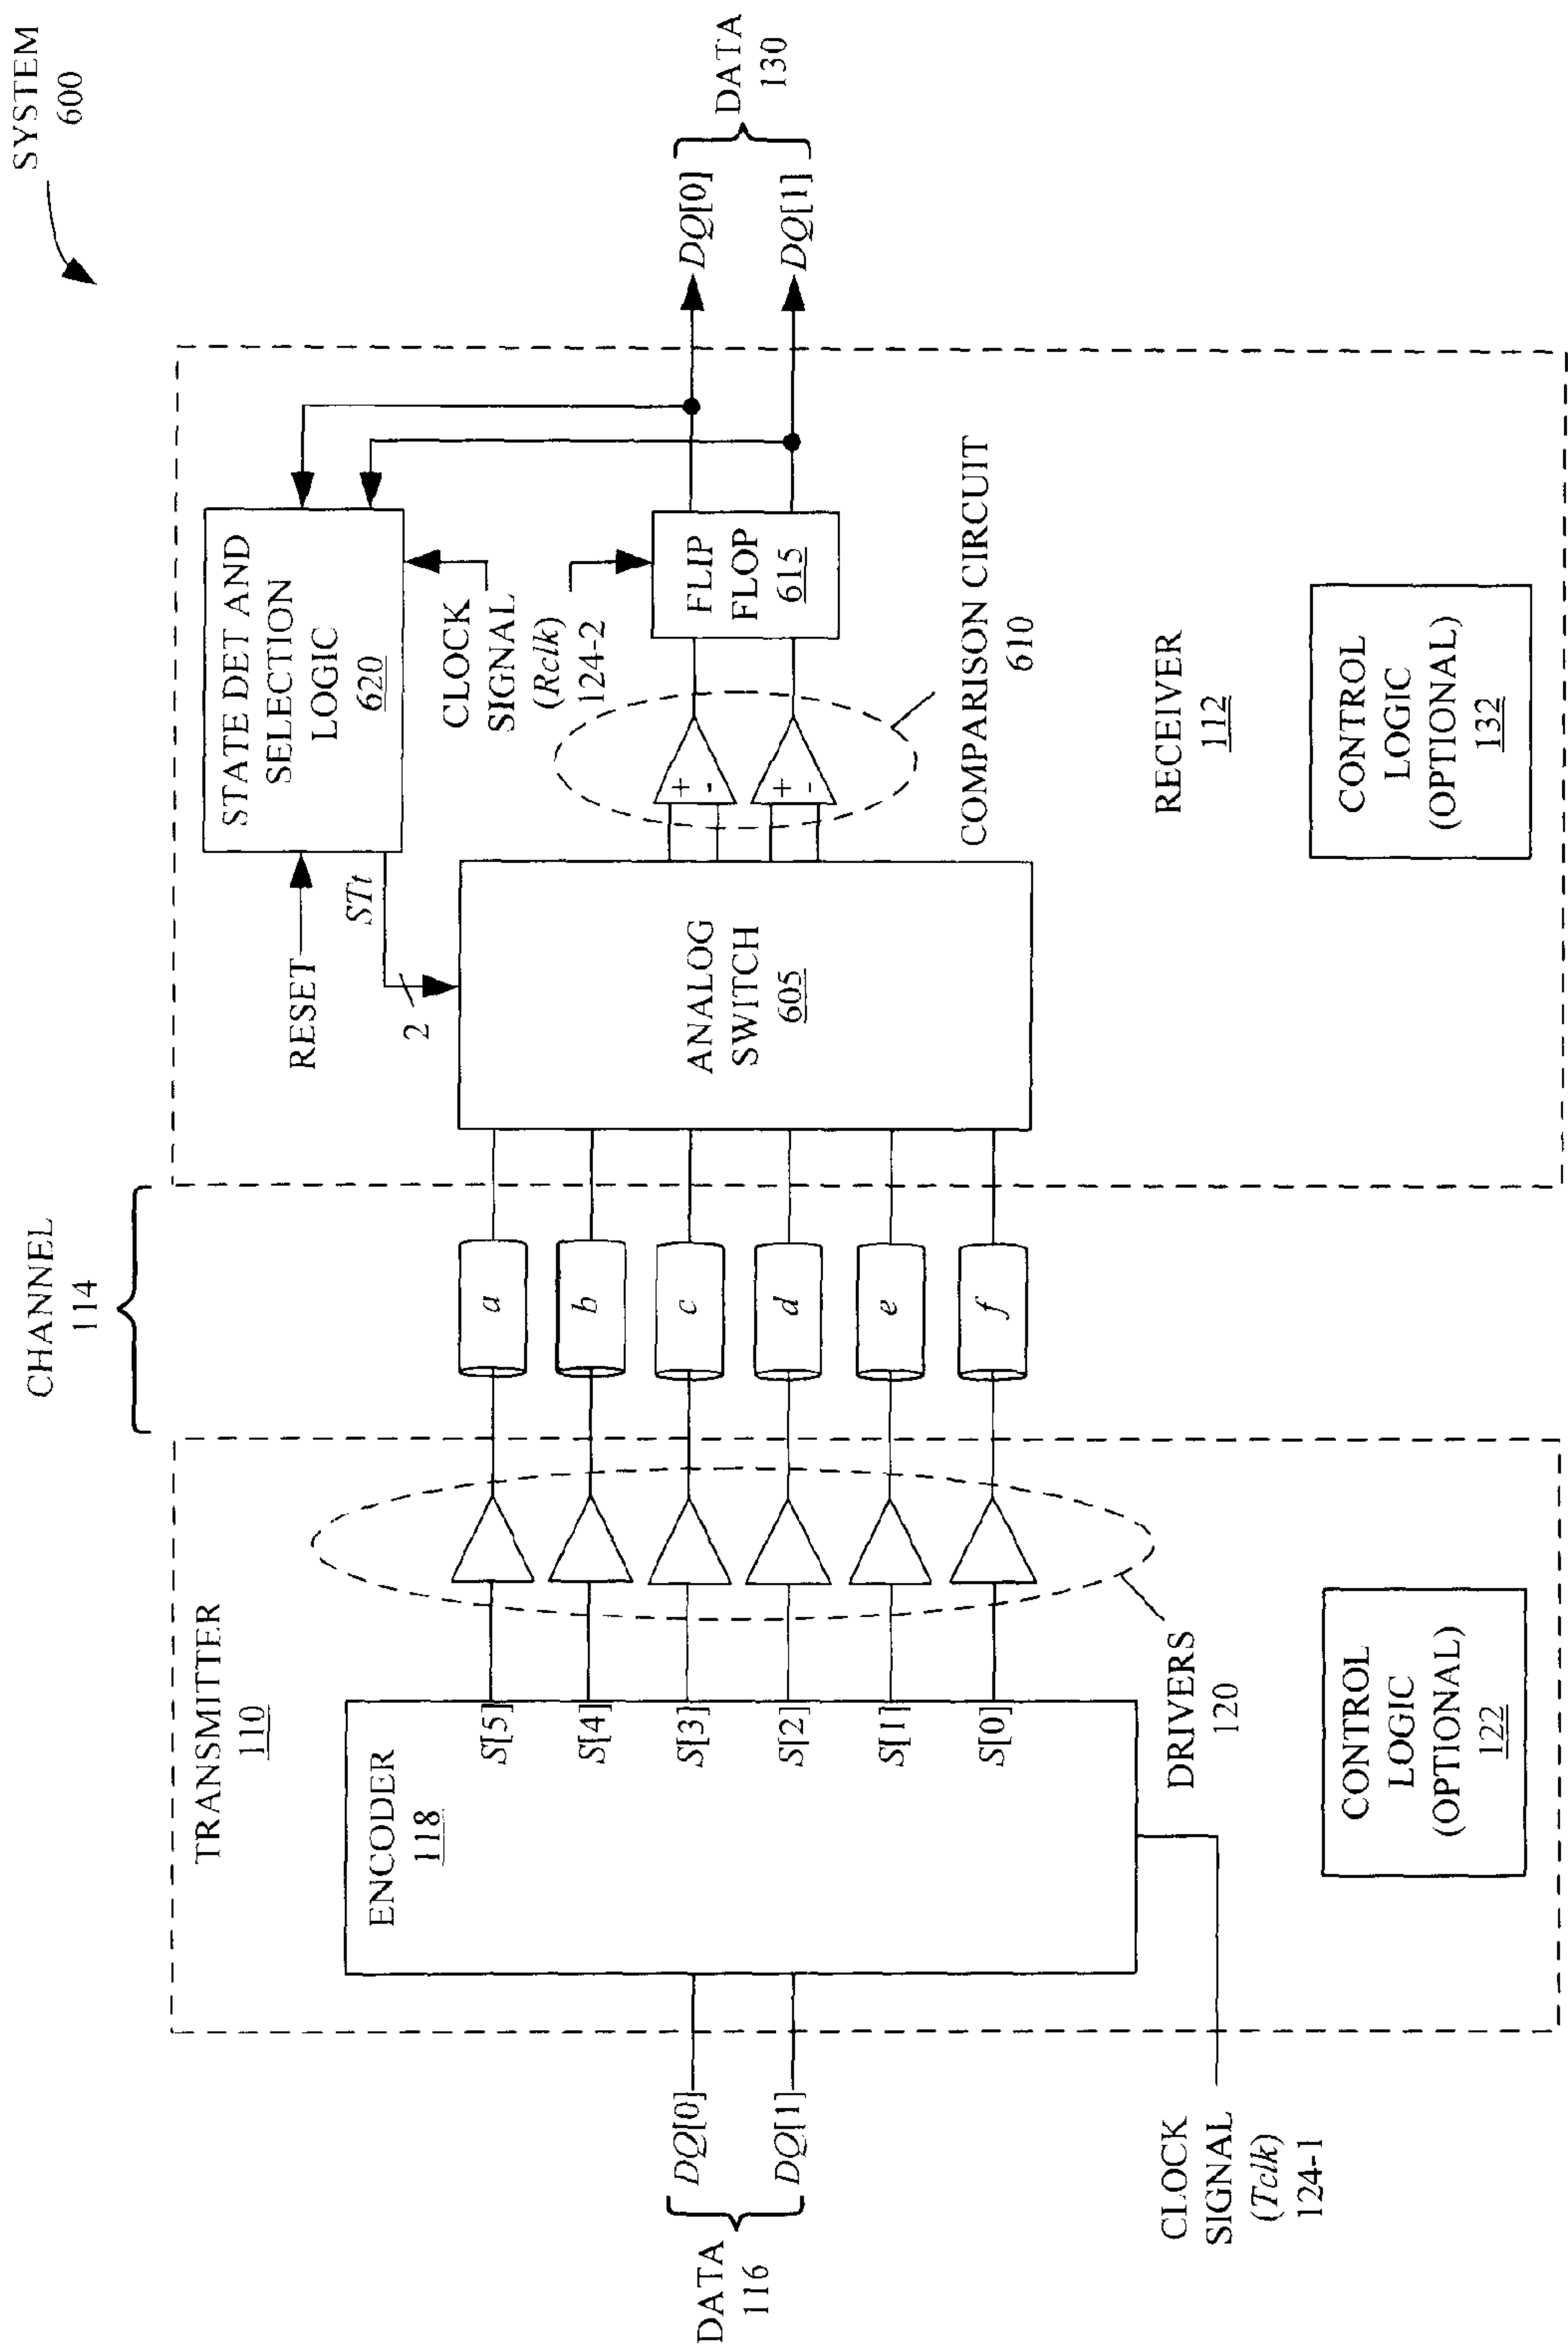 SYSTEM
600
CHANNEL
114
TRANSMITTER
110
ENCODER
118
S[5]
S[4]
S[3]
S[2]
S[1]
S[0]
DQ[0]
DQ[1]
DATA
116
CLOCK
SIGNAL
(Tclk)
124-1
DRIVERS
120
CONTROL
LOGIC
(OPTIONAL)
122
a
b
c
d
e
f
RESET
STt
2
STATE DET AND
SELECTION
LOGIC
620
ANALOG
SWITCH
605
CLOCK
SIGNAL
(Rclk)
124-2
+
-
+
-
FLIP
FLOP
615
COMPARISON CIRCUIT
610
RECEIVER
112
CONTROL
LOGIC
(OPTIONAL)
132
DQ[0]
DQ[1]
DATA
130